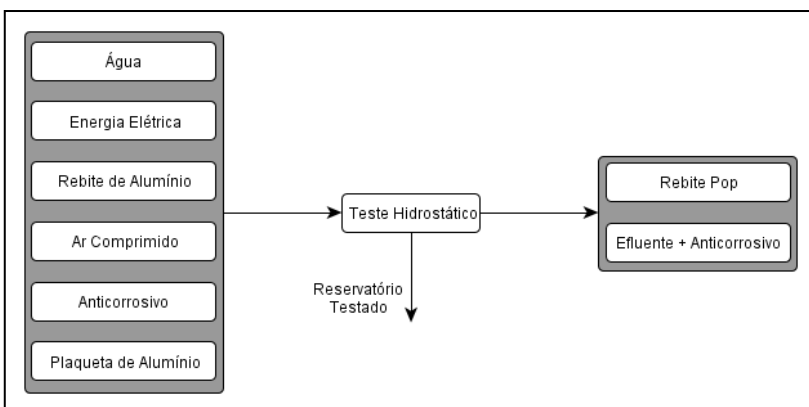 Água
Energia Elétrica
Rebite de Alumínio
Ar Comprimido
Anticorrosivo
Plaqueta de Alumínio
Teste Hidrostático
Reservatório
Testado
Rebite Pop
Efluente + Anticorrosivo